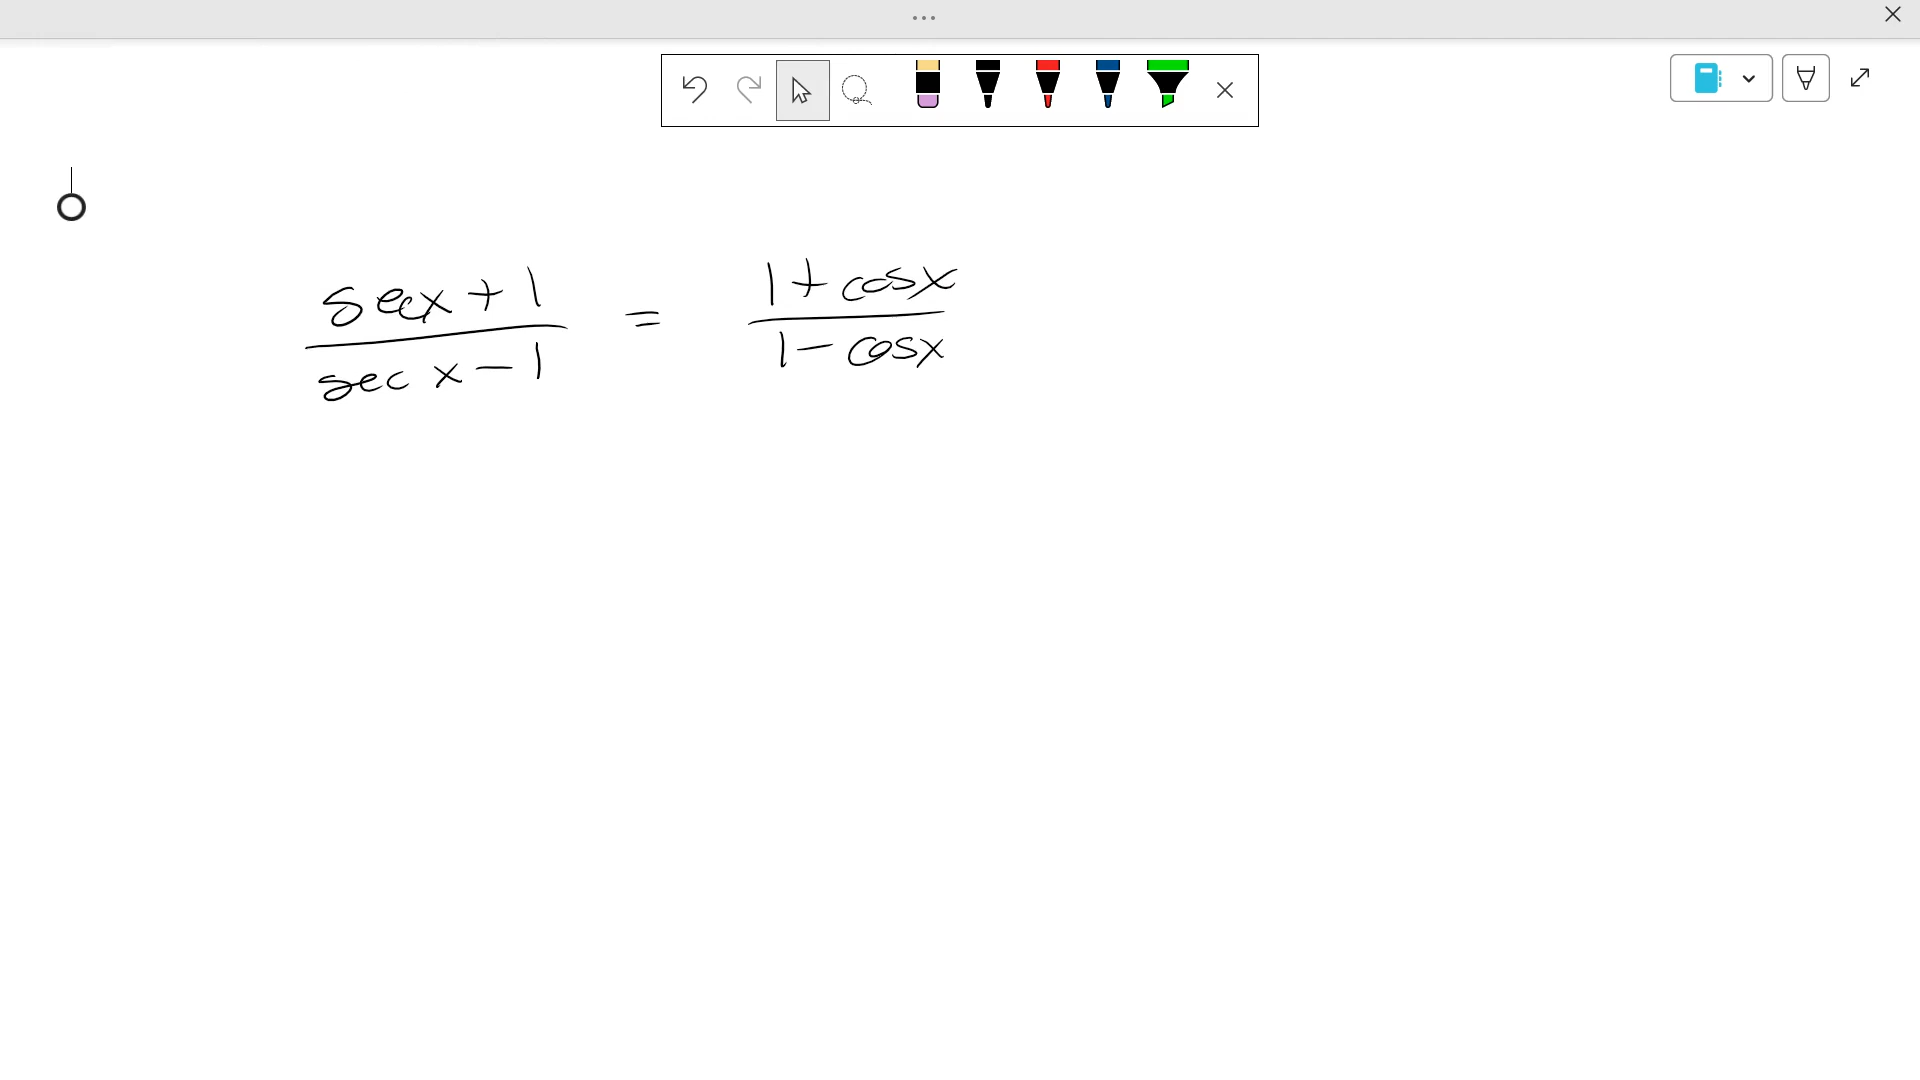 sec x + 1 = 1 + cos x
sec x - 1 1 - cos x